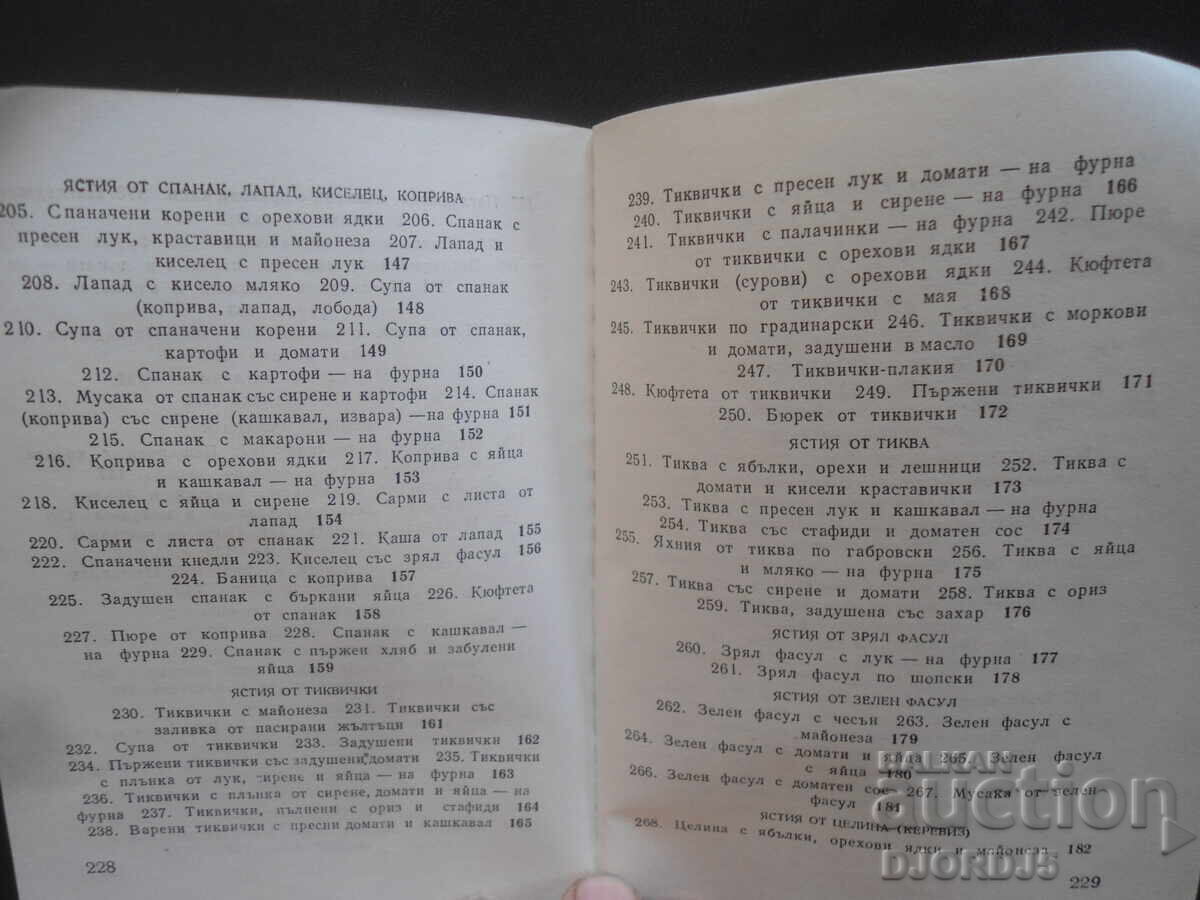 ЯСТИЯ ОТ СПАНАК, ЛАПАД, КИСЕЛЕЦ, КОПРИВА
205. Спаначени корени с орехови ядки 206. Спанак с
пресен лук, краставици и майонеза 207. Лапад и
киселец с пресен лук 147
208. Лапад с кисело мляко 209. Супа от спанак
(коприва, лапад, лобода) 148
210. Супа от спаначени корени 211. Супа от спанак,
картофи и домати 149
212. Спанак с картофи — на фурна 150
213. Мусака от спанак със сирене и картофи 214. Спанак
(коприва) със сирене (кашкавал, извара) — на фурна 151
215. Спанак с макарони — на фурна 152
216. Коприва с орехови ядки 217. Коприва с яйца
и кашкавал — на фурна 153
218. Киселец с яйца и сирене 219. Сарми с листа от
лапад 154
220. Сарми с листа от спанак 221. Каша от лапад 155
222. Спаначени кнедли 223. Киселец със зрял фасул 156
224. Баница с коприва 157
225. Задушен спанак с бъркани яйца 226. Кюфтета
от спанак 158
227. Пюре от коприва 228. Спанак с кашкавал —
на фурна 229. Спанак с пържен хляб и забулени
яйца 159
ЯСТИЯ ОТ ТИКВИЧКИ
230. Тиквички с майонеза 231. Тиквички със
заливка от пасирани жълтъци 161
232. Супа от тиквички 233. Задушени тиквички 162
234. Пържени тиквички със задушени домати 235. Тиквички
с плънка от лук, сирене и яйца — на фурна 163
236. Тиквички с плънка от сирене, домати и яйца — на
фурна 237. Тиквички, пълнени с ориз и стафиди 164
238. Варени тиквички с пресни домати и кашкавал 165
228
239. Тиквички с пресен лук и домати — на фурна
240. Тиквички с яйца и сирене — на фурна 166
241. Тиквички с палачинки — на фурна 242. Пюре
от тиквички с орехови ядки 167
243. Тиквички (сурови) с орехови ядки 244. Кюфтета
от тиквички с мая 168
245. Тиквички по градинарски 246. Тиквички с моркови
и домати, задушени в масло 169
247. Тиквички-плакия 170
248. Кюфтета от тиквички 249. Пържени тиквички 171
250. Бюрек от тиквички 172
ЯСТИЯ ОТ ТИКВА
251. Тиква с ябълки, орехи и лешници 252. Тиква с
домати и кисели краставички 173
253. Тиква с пресен лук и кашкавал — на фурна
254. Тиква със стафиди и доматен сос 174
255. Яхния от тиква по габровски 256. Тиква с яйца
и мляко — на фурна 175
257. Тиква със сирене и домати 258. Тиква с ориз
259. Тиква, задушена със захар 176
ЯСТИЯ ОТ ЗРЯЛ ФАСУЛ
260. Зрял фасул с лук — на фурна 177
261. Зрял фасул по шопски 178
ЯСТИЯ ОТ ЗЕЛЕН ФАСУЛ
262. Зелен фасул с чесън 263. Зелен фасул с
майонеза 179
264. Зелен фасул с домати и яйца 265. Зелен фасул
с яйца 180
266. Зелен фасул с доматен сос 267. Мусака от зелен
фасул 181
ЯСТИЯ ОТ ЦЕЛИНА (КЕРЕВИЗ)
268. Целина с ябълки, орехови ядки и майонеза 182
229
BALKAN
auction
DJORDJ5